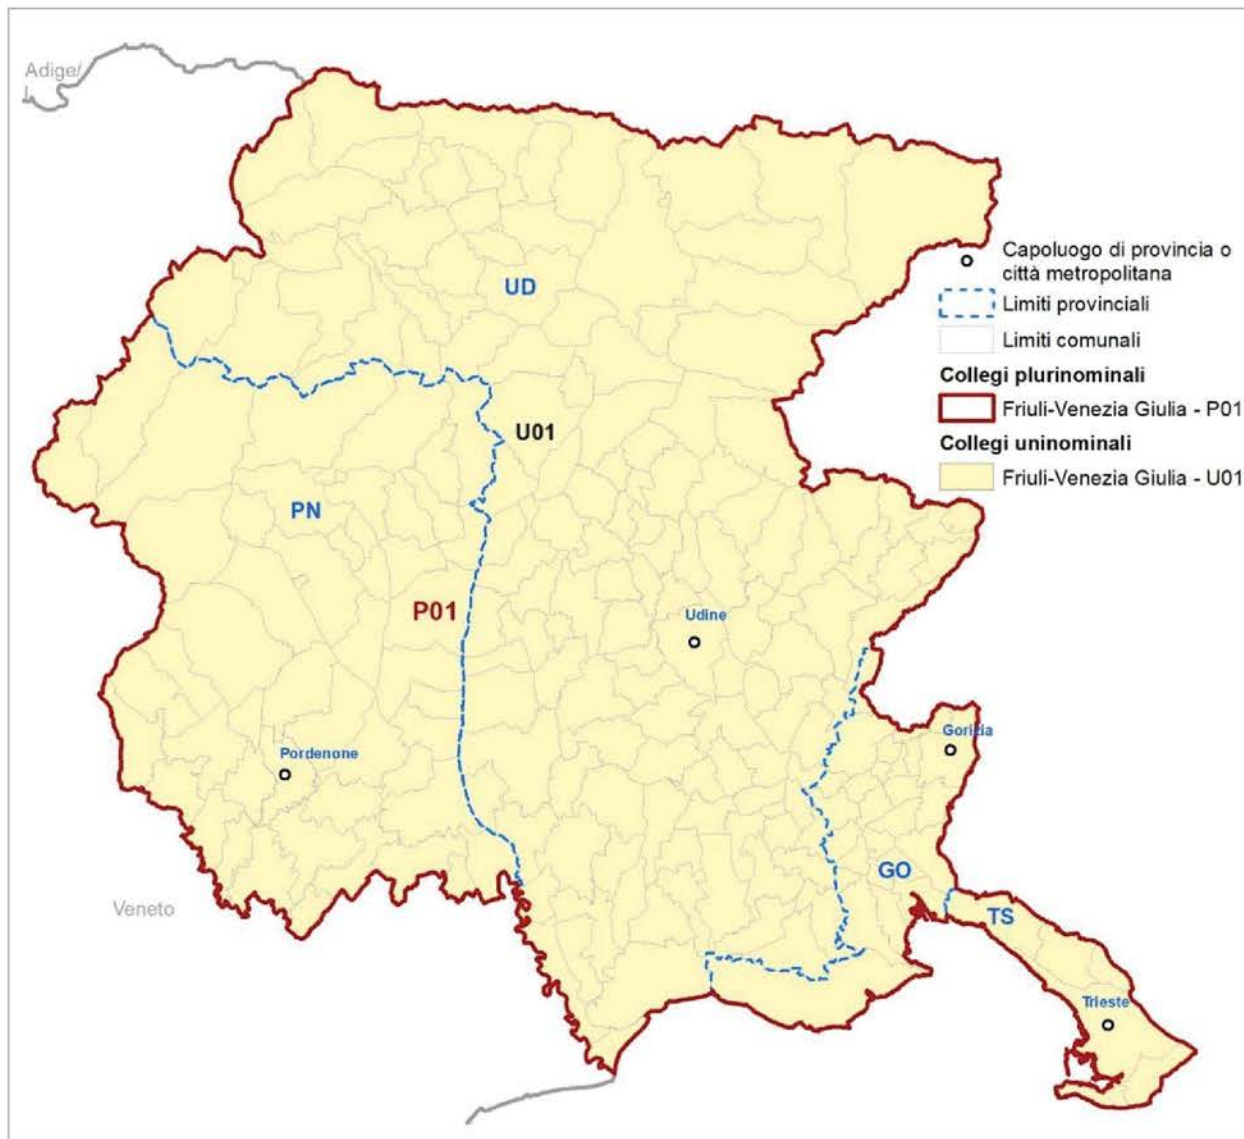 Adige/
UD
Capoluogo di provincia o
città metropolitana
Limiti provinciali
Limiti comunali
Collegi plurinominali
Friuli-Venezia Giulia - P01
Collegi uninominali
Friuli-Venezia Giulia - U01
U01
PN
P01
Udine
Gorizia
Pordenone
GO
Veneto
TS
Trieste